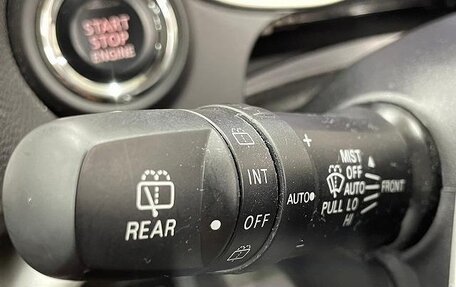 START
STOP
ENGINE
REAR
INT
OFF
AUTO
+
-
MIST
OFF
AUTO
PULL LO
HI
FRONT